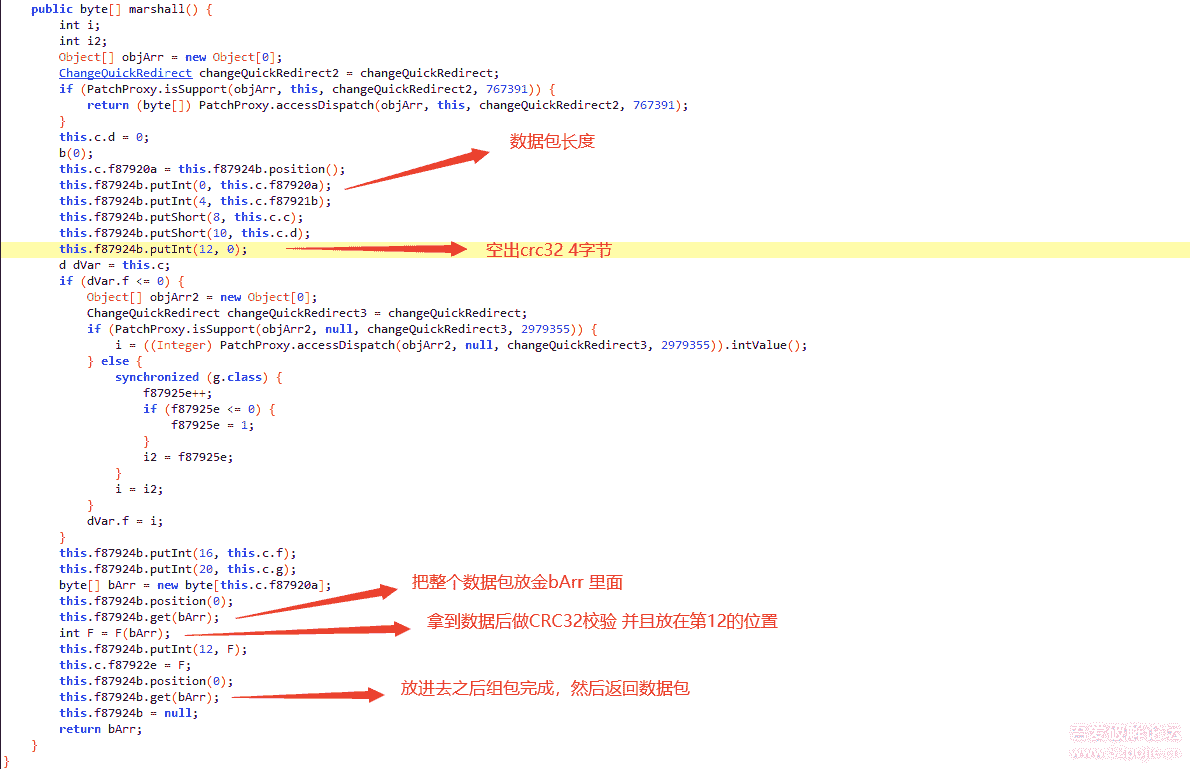 public byte[] marshall() {
int i;
int i2;
Object[] objArr = new Object[0];
ChangeQuickRedirect changeQuickRedirect2 = changeQuickRedirect;
if (PatchProxy.isSupport(objArr, this, changeQuickRedirect2, 767391)) {
return (byte[]) PatchProxy.accessDispatch(objArr, this, changeQuickRedirect2, 767391);
}
this.c.d = 0;
数据包长度
b(0);
this.c.f87920a = this.f87924b.position();
this.f87924b.putInt(0, this.c.f87920a);
this.f87924b.putInt(4, this.c.f87921b);
this.f87924b.putShort(8, this.c.c);
this.f87924b.putShort(10, this.c.d);
this.f87924b.putInt(12, 0);
空出crc32 4字节
d dVar = this.c;
if (dVar.f <= 0) {
Object[] objArr2 = new Object[0];
ChangeQuickRedirect changeQuickRedirect3 = changeQuickRedirect;
if (PatchProxy.isSupport(objArr2, null, changeQuickRedirect3, 2979355)) {
i = ((Integer) PatchProxy.accessDispatch(objArr2, null, changeQuickRedirect3, 2979355)).intValue();
} else {
synchronized (g.class) {
f87925e++;
if (f87925e <= 0) {
f87925e = 1;
}
i2 = f87925e;
}
i = i2;
}
dVar.f = i;
}
this.f87924b.putInt(16, this.c.f);
this.f87924b.putInt(20, this.c.g);
byte[] bArr = new byte[this.c.f87920a];
把整个数据包放金bArr 里面
this.f87924b.position(0);
this.f87924b.get(bArr);
拿到数据后做CRC32校验 并且放在第12的位置
int F = F(bArr);
this.f87924b.putInt(12, F);
this.c.f87922e = F;
this.f87924b.position(0);
放进去之后组包完成，然后返回数据包
this.f87924b.get(bArr);
this.f87924b = null;
return bArr;
}
}
吾爱破解论坛
www.52pojie.cn